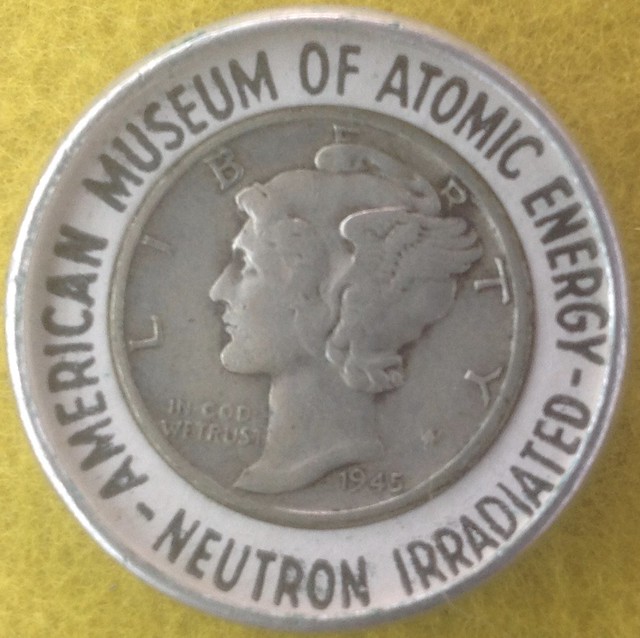 AMERICAN MUSEUM OF ATOMIC ENERGY -
NEUTRON IRRADIATED -
LIBERTY
IN GOD
WE TRUST
1945